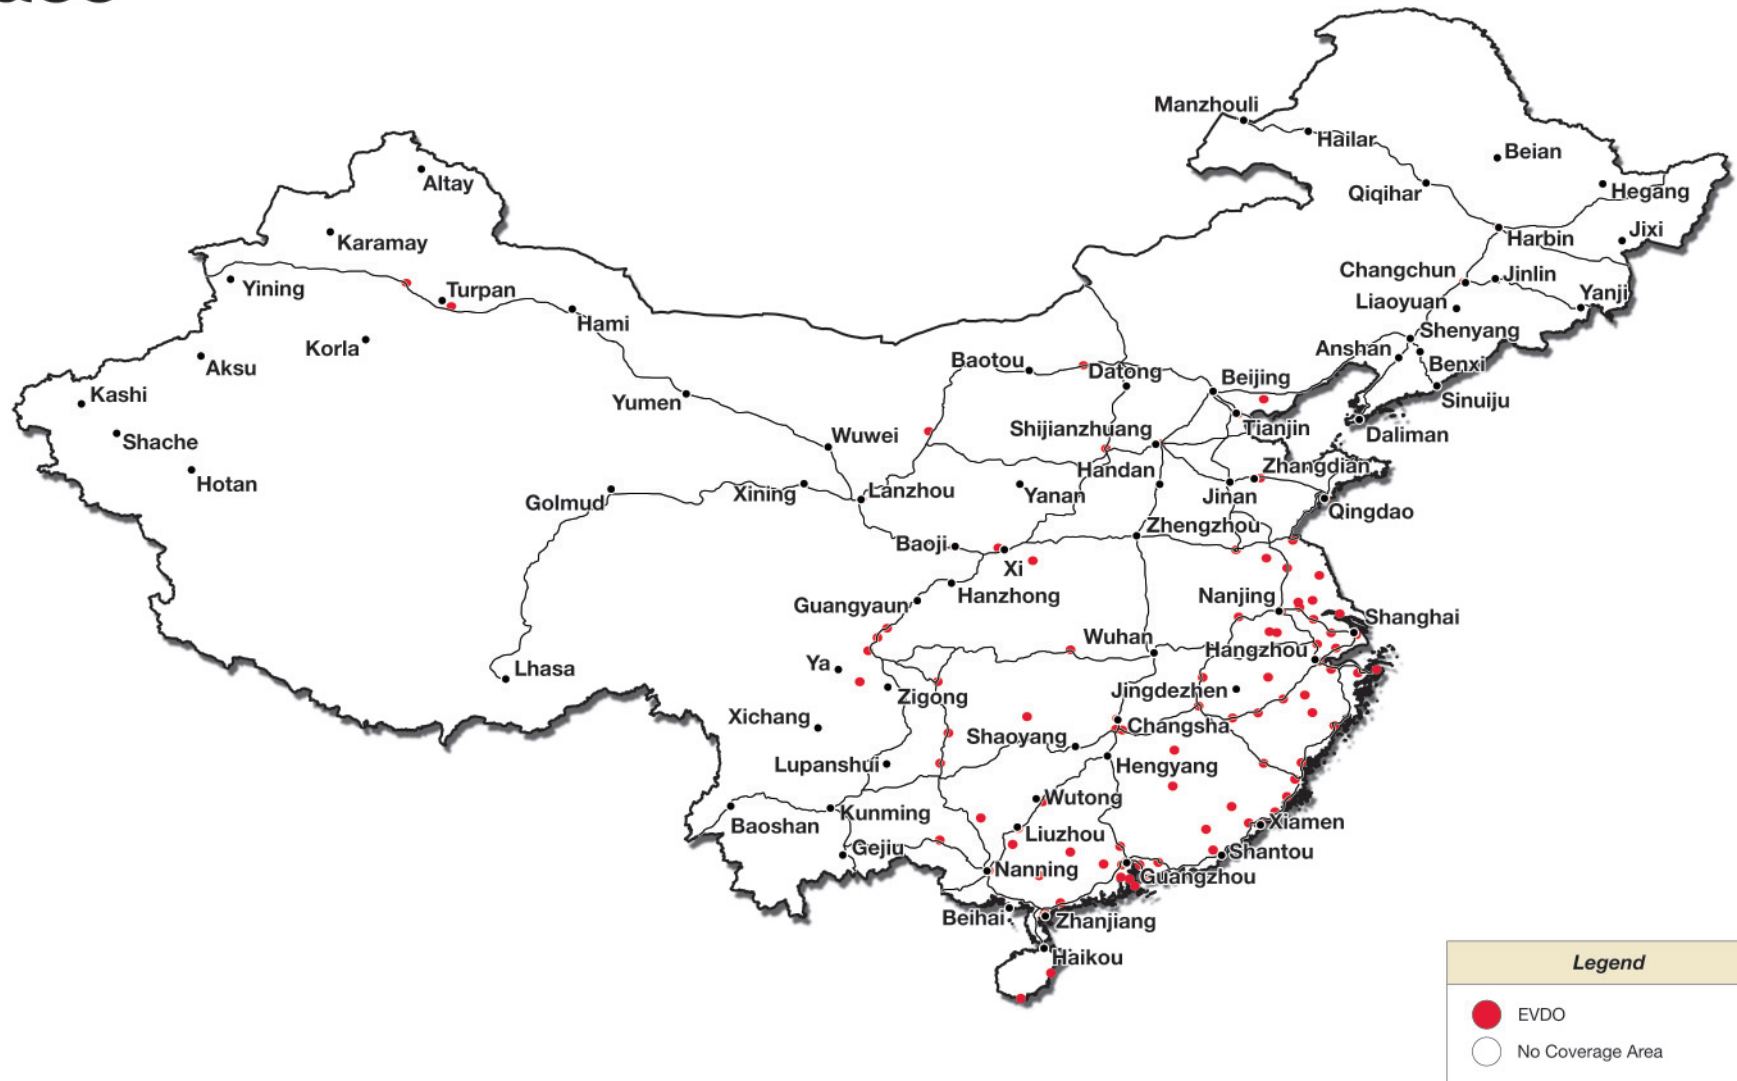 Manzhouli
Hailar
Beian
Altay
Qiqihar
Hegang
Karamay
Harbin
Jixi
Changchun
Jinlin
Yining
Turpan
Liaoyuan
Yanji
Hami
Shenyang
Korla
Anshan
Benxi
Aksu
Baotou
Datong
Beijing
Kashi
Yumen
Sinuiju
Shache
Wuwei
Shijianzhuang
Tianjin
Daliman
Hotan
Handan
Zhangdian
Golmud
Xining
Lanzhou
Yanan
Jinan
Qingdao
Zhengzhou
Baoji
Xi
Guangyaun
Hanzhong
Nanjing
Shanghai
Wuhan
Hangzhou
Ya
Lhasa
Zigong
Jingdezhen
Xichang
Changsha
Shaoyang
Lupanshui
Hengyang
Wutong
Baoshan
Kunming
Liuzhou
Xiamen
Gejiu
Shantou
Nanning
Guangzhou
Beihai
Zhanjiang
Haikou
Legend
EVDO
No Coverage Area